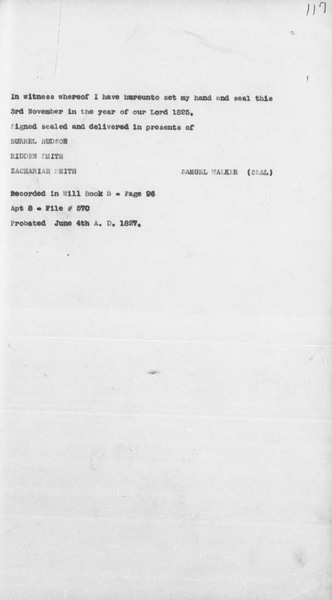 117
In witness whereof I have hereunto set my hand and seal this
3rd November in the year of our Lord 1825.
Signed sealed and delivered in presents of
BURREL HUDSON
RIDDEN SMITH
ZACHARIAH SMITH SAMUEL WALKER (SEAL)
Recorded in Will Book B - Page 96
Apt 8 - File # 570
Probated June 4th A. D. 1827.